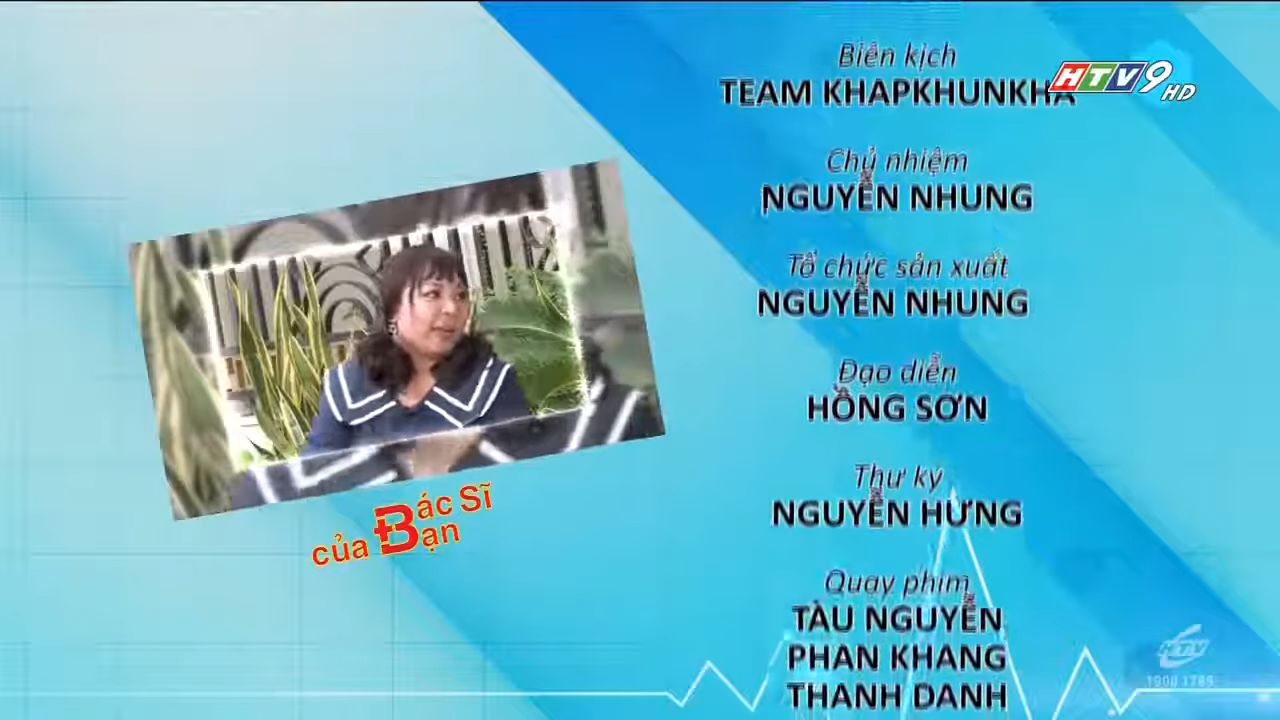 Biên kịch
TEAM KHAPKHUNKHA
HTV9 HD
Chủ nhiệm
NGUYỄN NHUNG
Tổ chức sản xuất
NGUYỄN NHUNG
Đạo diễn
HỒNG SƠN
Thư ký
NGUYỄN HƯNG
Quay phim
TÀU NGUYỄN
PHAN KHANG
THANH DANH
Bác Sĩ
của Bạn
HTV
1900 1789